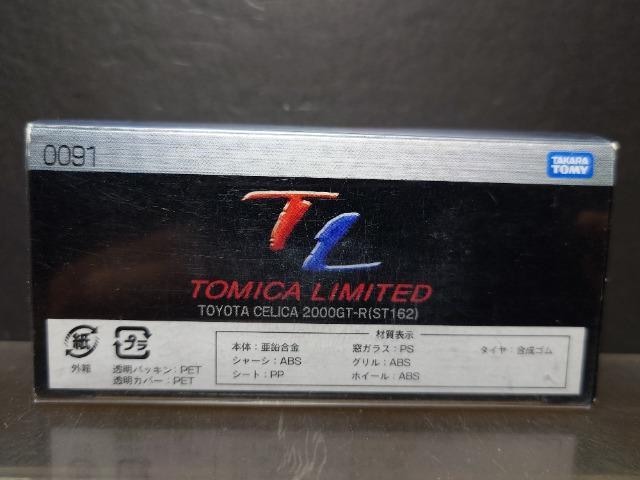 0091
TAKARA
TOMY
TL
TOMICA LIMITED
TOYOTA CELICA 2000GT-R(ST162)
紙
外箱
プラ
透明パッキン:PET
透明カバー:PET
材質表示
本体:亜鉛合金
シャーシ:ABS
シート:PP
窓ガラス:PS
グリル:ABS
ホイール:ABS
タイヤ:合成ゴム